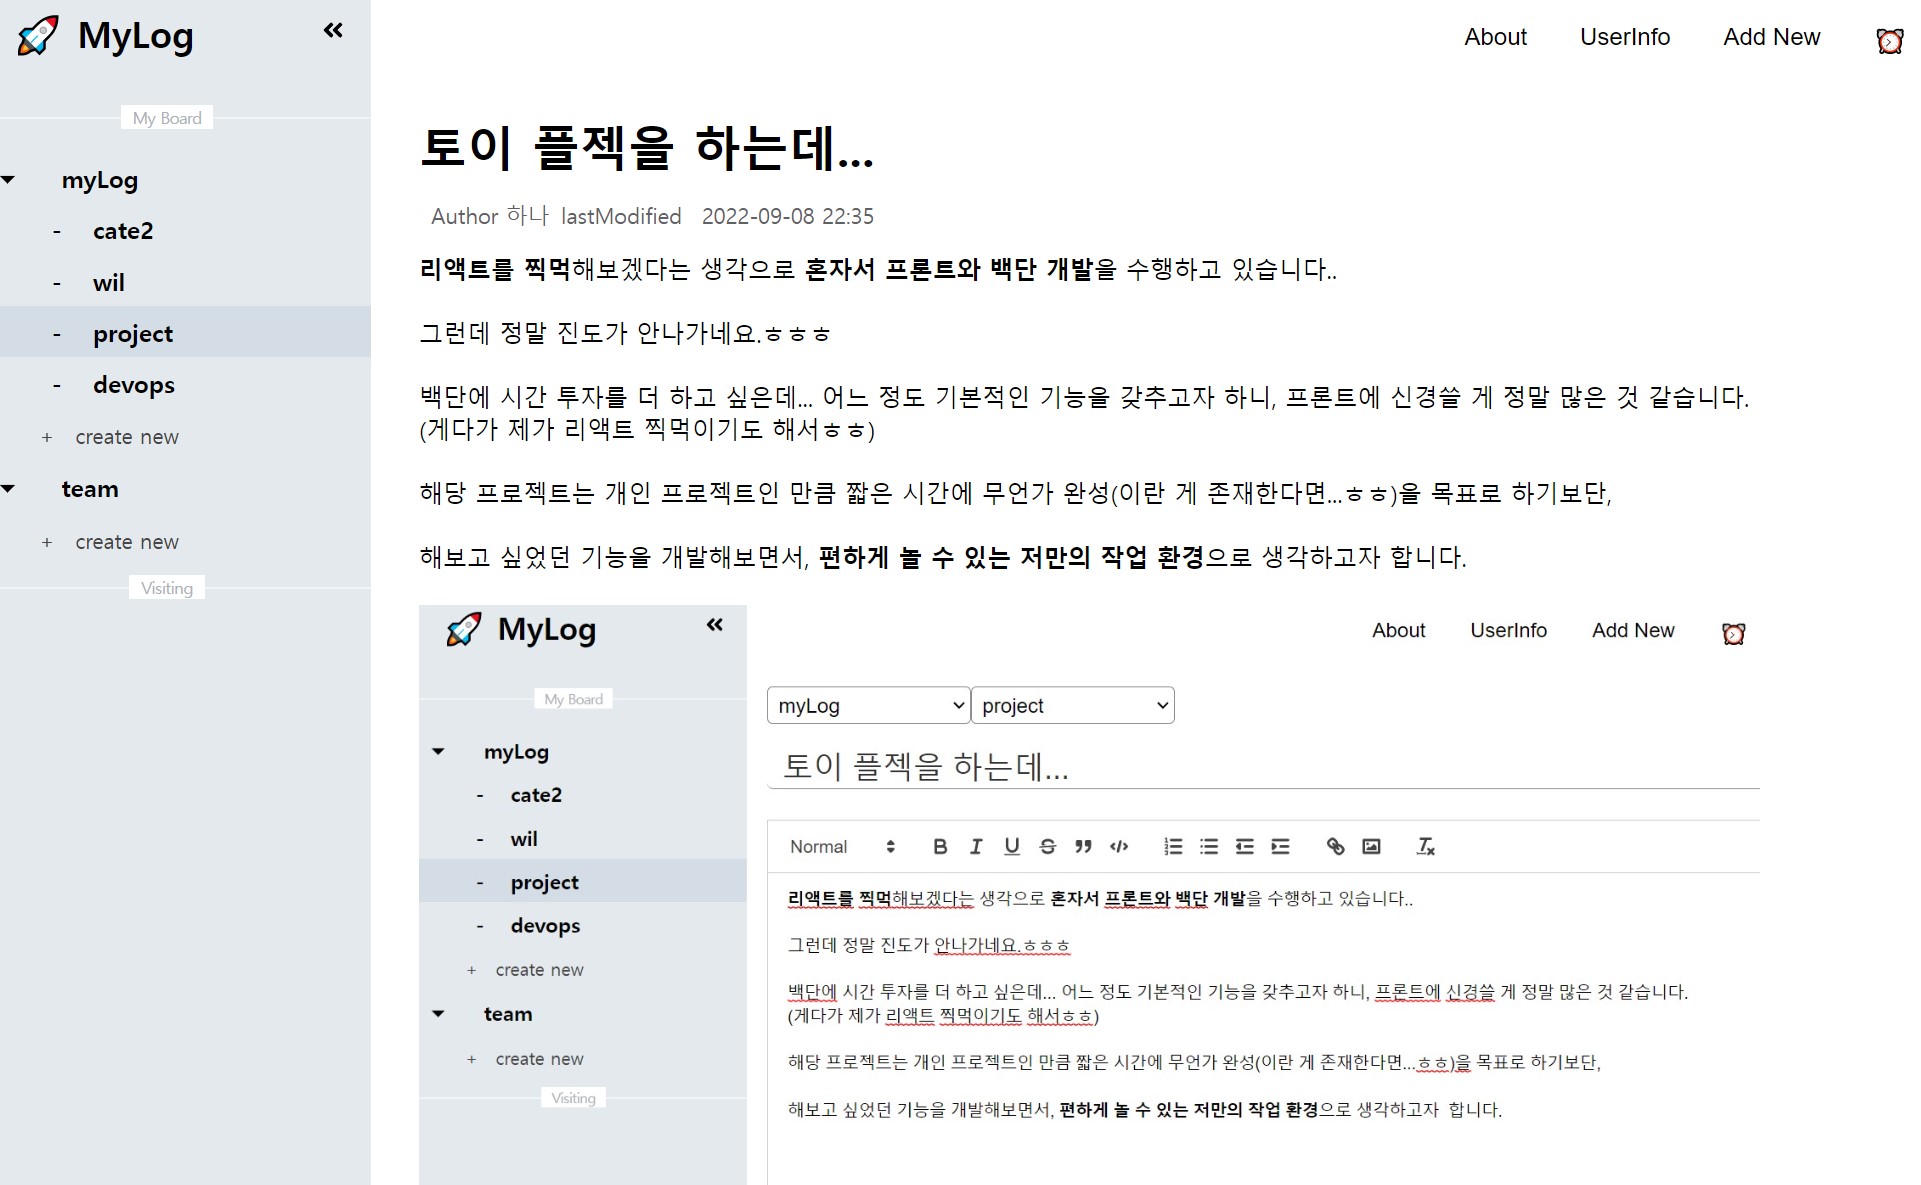 MyLog
About UserInfo Add New
My Board
myLog
- cate2
- wil
- project
- devops
+ create new
team
+ create new
Visiting
토이 플젝을 하는데...
Author 하나 lastModified 2022-09-08 22:35
리액트를 찍먹해보겠다는 생각으로 혼자서 프론트와 백단 개발을 수행하고 있습니다..
그런데 정말 진도가 안나가네요.ㅎㅎㅎ
백단에 시간 투자를 더 하고 싶은데... 어느 정도 기본적인 기능을 갖추고자 하니, 프론트에 신경쓸 게 정말 많은 것 같습니다.
(게다가 제가 리액트 찍먹이기도 해서ㅎㅎ)
해당 프로젝트는 개인 프로젝트인 만큼 짧은 시간에 무언가 완성(이란 게 존재한다면...ㅎㅎ)을 목표로 하기보단,
해보고 싶었던 기능을 개발해보면서, 편하게 놀 수 있는 저만의 작업 환경으로 생각하고자 합니다.
MyLog
About UserInfo Add New
My Board
myLog
- cate2
- wil
- project
- devops
+ create new
team
+ create new
Visiting
myLog project
토이 플젝을 하는데...
Normal
리액트를 찍먹해보겠다는 생각으로 혼자서 프론트와 백단 개발을 수행하고 있습니다..
그런데 정말 진도가 안나가네요.ㅎㅎㅎ
백단에 시간 투자를 더 하고 싶은데... 어느 정도 기본적인 기능을 갖추고자 하니, 프론트에 신경쓸 게 정말 많은 것 같습니다.
(게다가 제가 리액트 찍먹이기도 해서ㅎㅎ)
해당 프로젝트는 개인 프로젝트인 만큼 짧은 시간에 무언가 완성(이란 게 존재한다면...ㅎㅎ)을 목표로 하기보단,
해보고 싶었던 기능을 개발해보면서, 편하게 놀 수 있는 저만의 작업 환경으로 생각하고자 합니다.